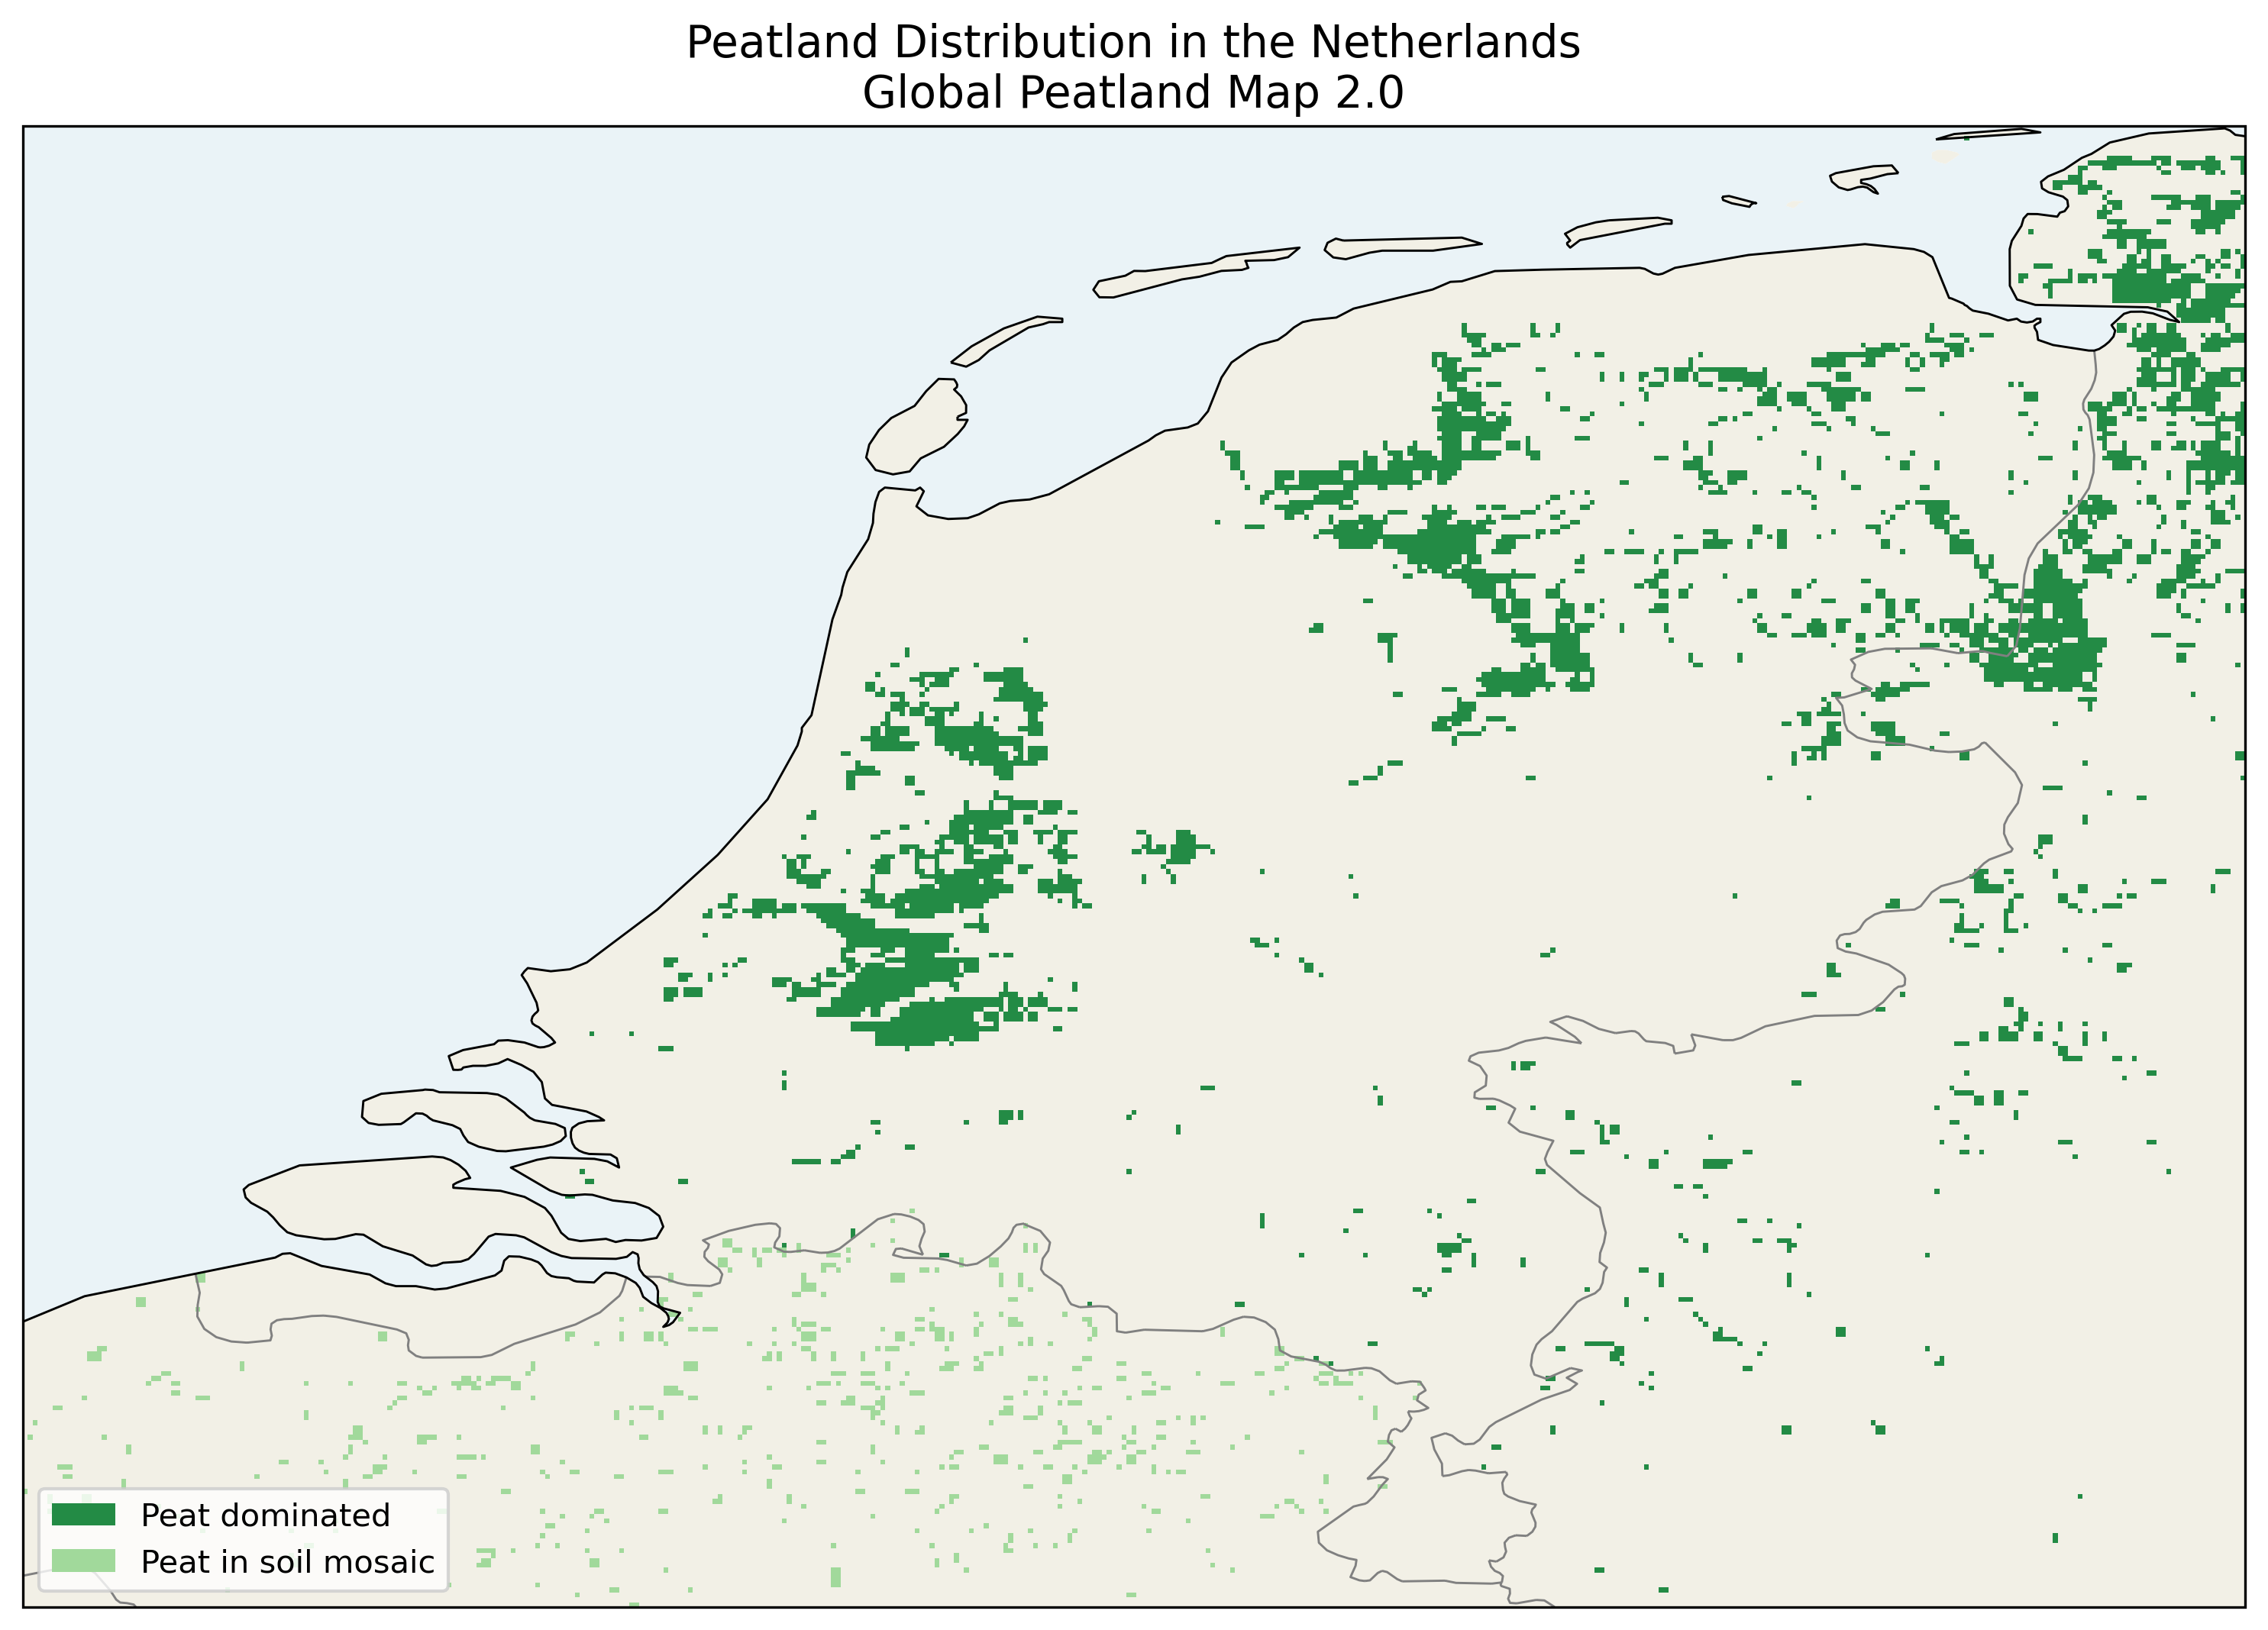 Peatland Distribution in the Netherlands
Global Peatland Map 2.0
Peat dominated
Peat in soil mosaic